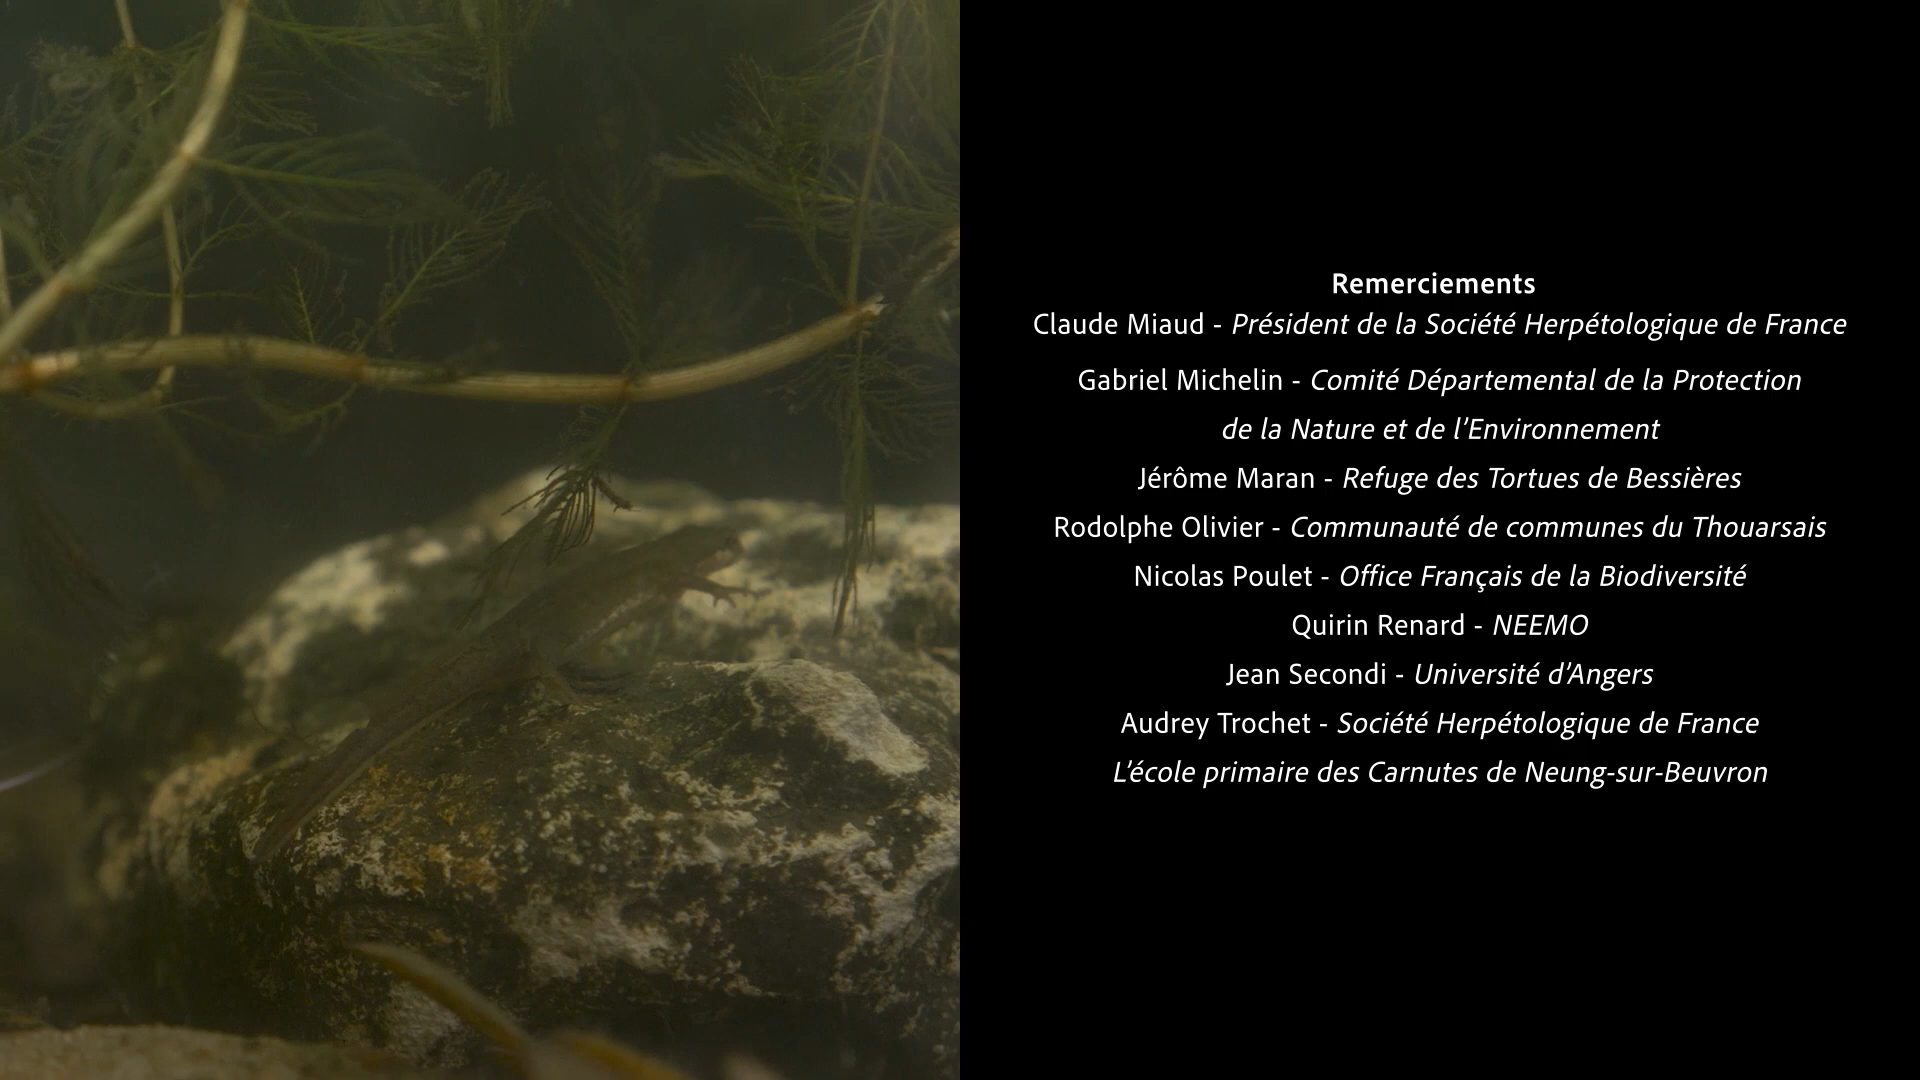 Remerciements
Claude Miaud - Président de la Société Herpétologique de France
Gabriel Michelin - Comité Départemental de la Protection
de la Nature et de l'Environnement
Jérôme Maran - Refuge des Tortues de Bessières
Rodolphe Olivier - Communauté de communes du Thouarsais
Nicolas Poulet - Office Français de la Biodiversité
Quirin Renard - NEEMO
Jean Secondi - Université d'Angers
Audrey Trochet - Société Herpétologique de France
L'école primaire des Carnutes de Neung-sur-Beuvron